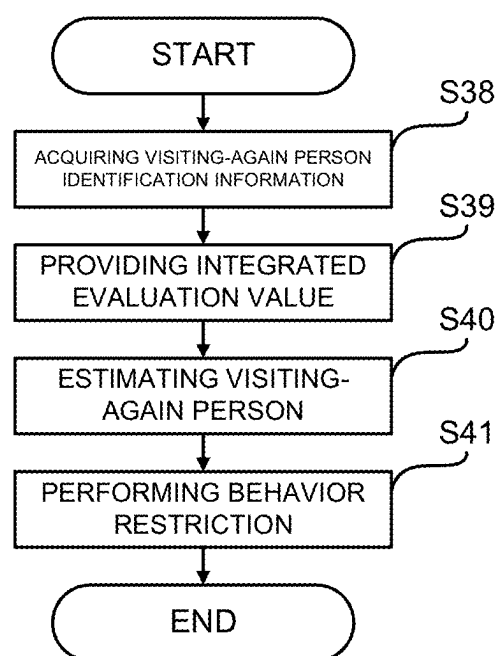 START
S38
ACQUIRING VISITING-AGAIN PERSON
IDENTIFICATION INFORMATION
S39
PROVIDING INTEGRATED
EVALUATION VALUE
S40
ESTIMATING VISITING-
AGAIN PERSON
S41
PERFORMING BEHAVIOR
RESTRICTION
END